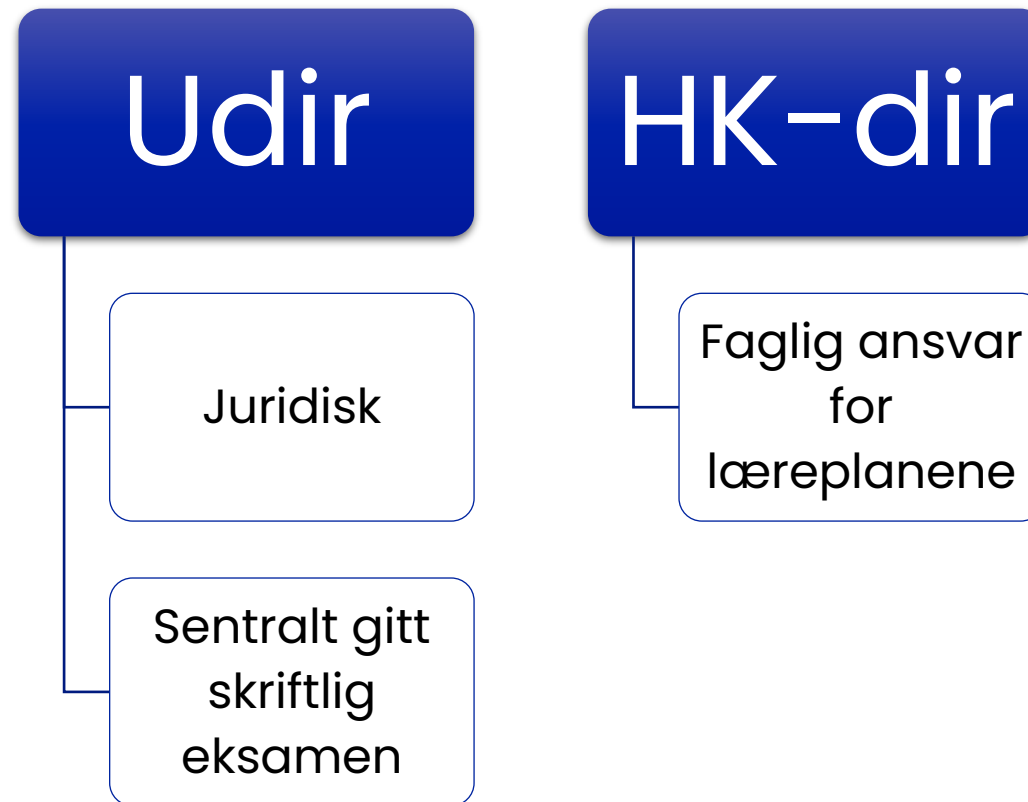 Udir
Juridisk
Sentralt gitt
skriftlig
eksamen
HK-dir
Faglig ansvar
for
læreplanene